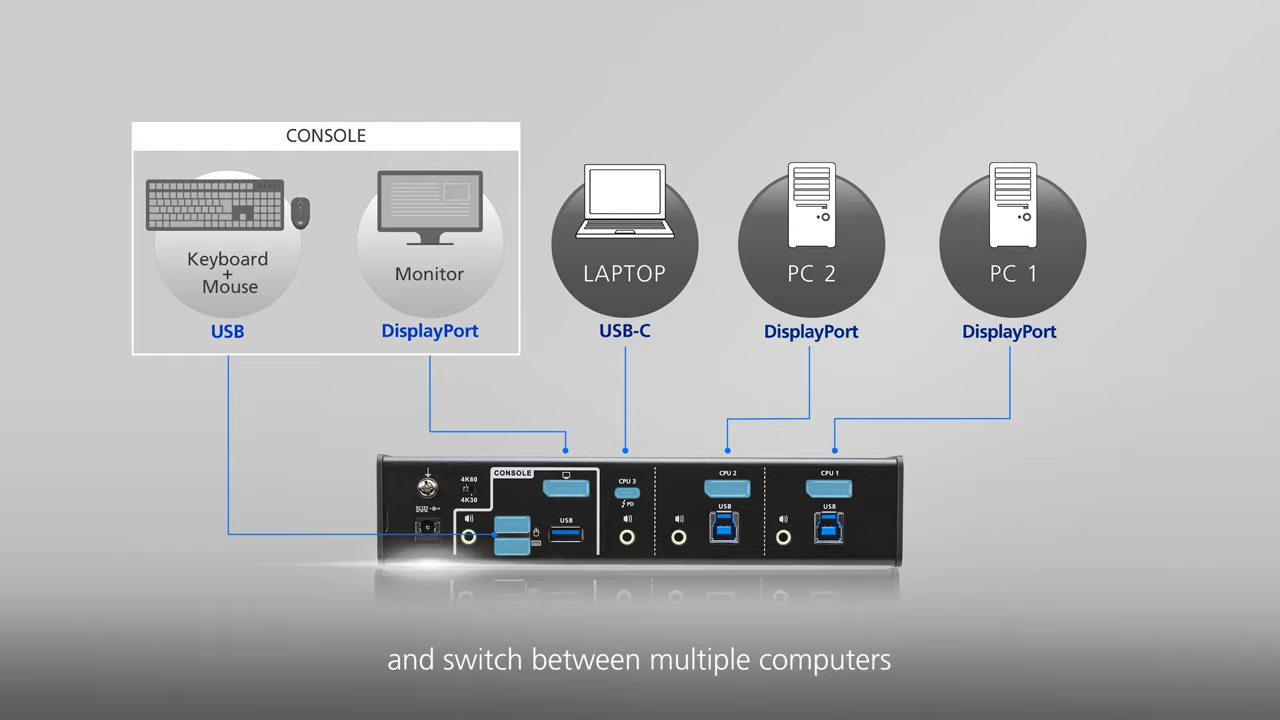 CONSOLE
Keyboard
+
Mouse
USB
Monitor
DisplayPort
LAPTOP
USB-C
PC 2
DisplayPort
PC 1
DisplayPort
4K60
4K30
CONSOLE
USB
CPU 3
PD
CPU 2
USB
CPU 1
USB
and switch between multiple computers